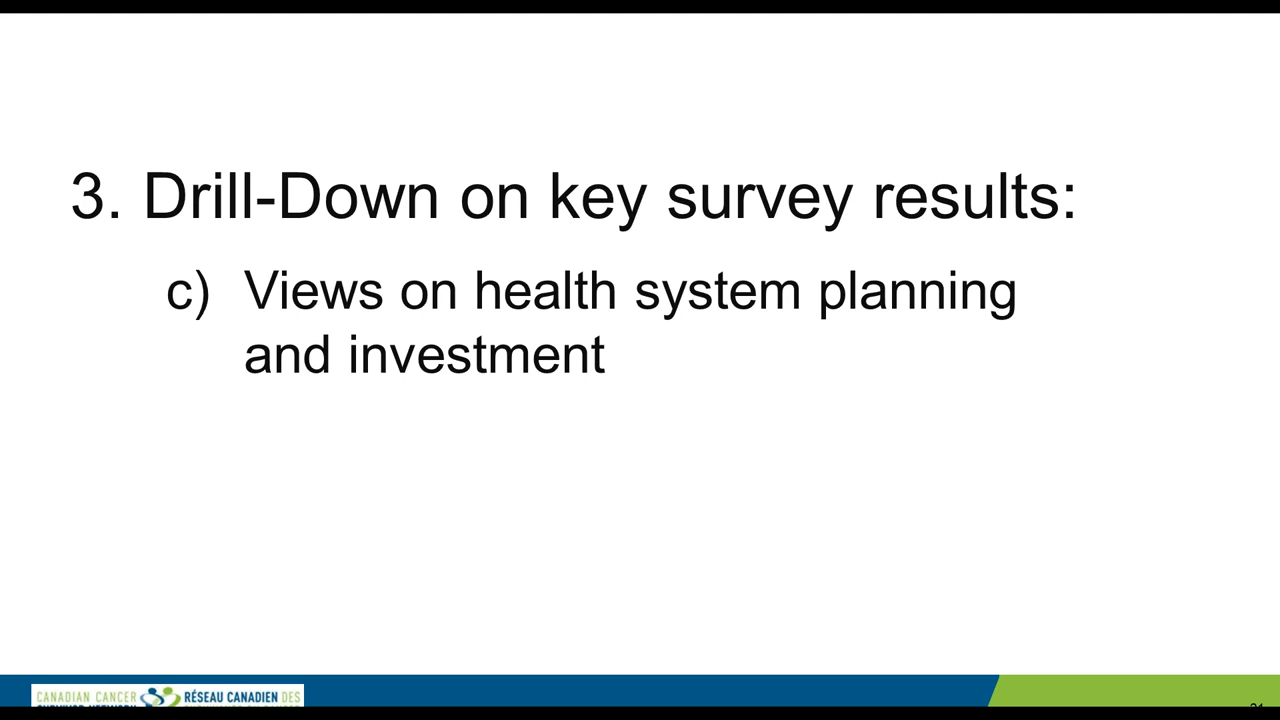 3. Drill-Down on key survey results:
c) Views on health system planning
and investment
CANADIAN CANCER
RÉSEAU CANADIEN DES